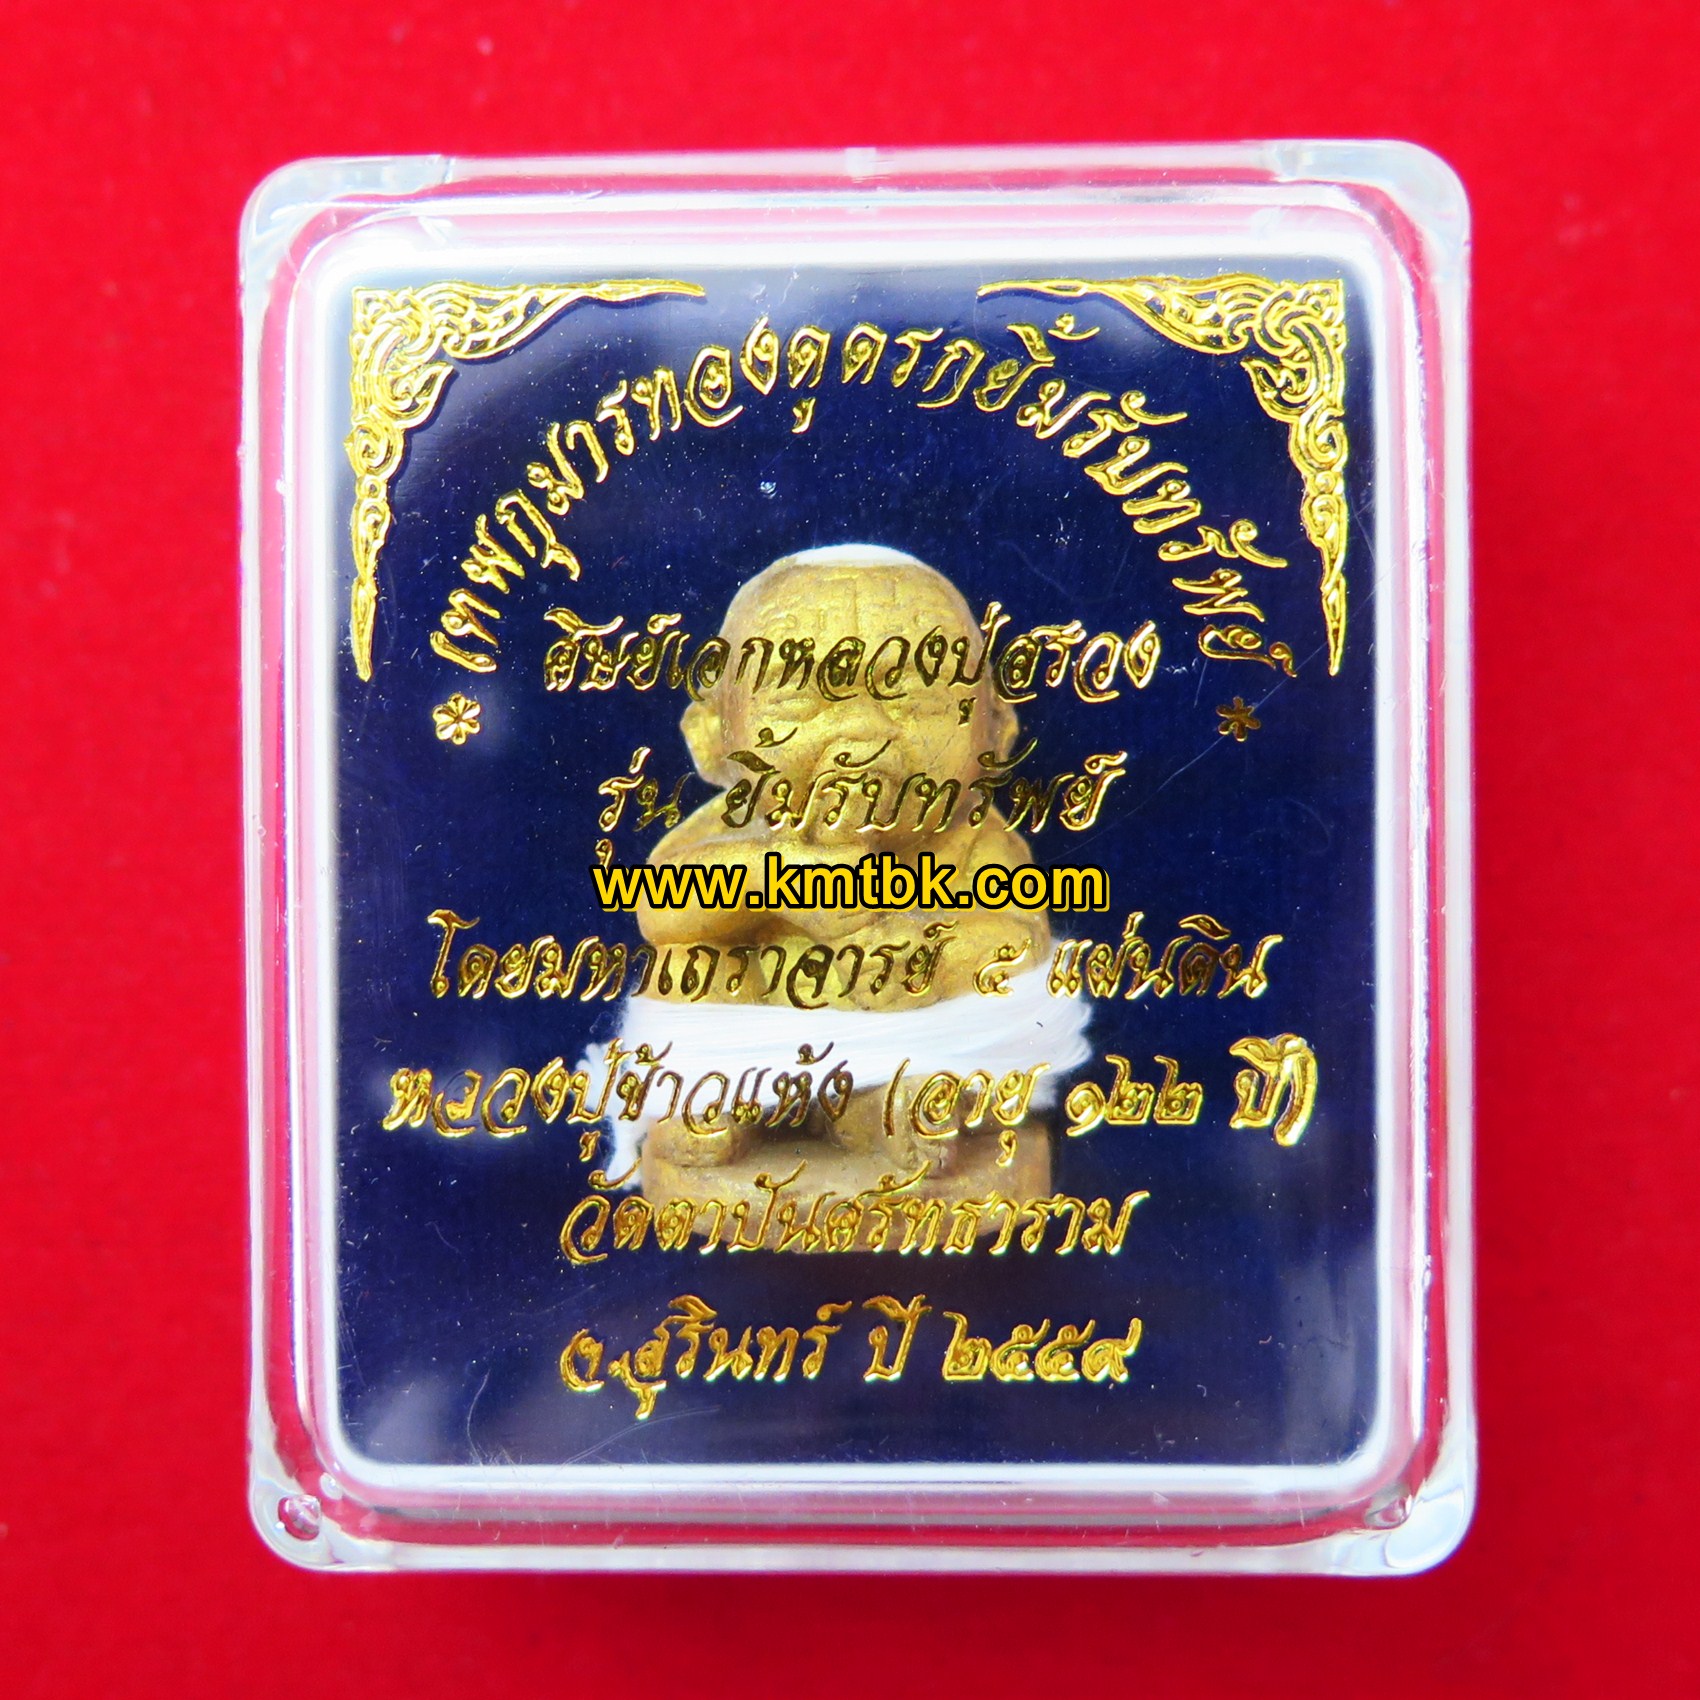 * เทพกุมารทองดูดรกยิ้มรับทรัพย์ *
ศิษย์เอกหลวงปู่สรวง
รุ่น ยิ้มรับทรัพย์
www.kmtbk.com
โดยมหาเถราจารย์ ๕ แผ่นดิน
หลวงปู่ข้าวแห้ง (อายุ ๑๒๒ ปี)
วัดตาปันศรัทธาราม
จ.สุรินทร์ ปี ๒๕๕๙